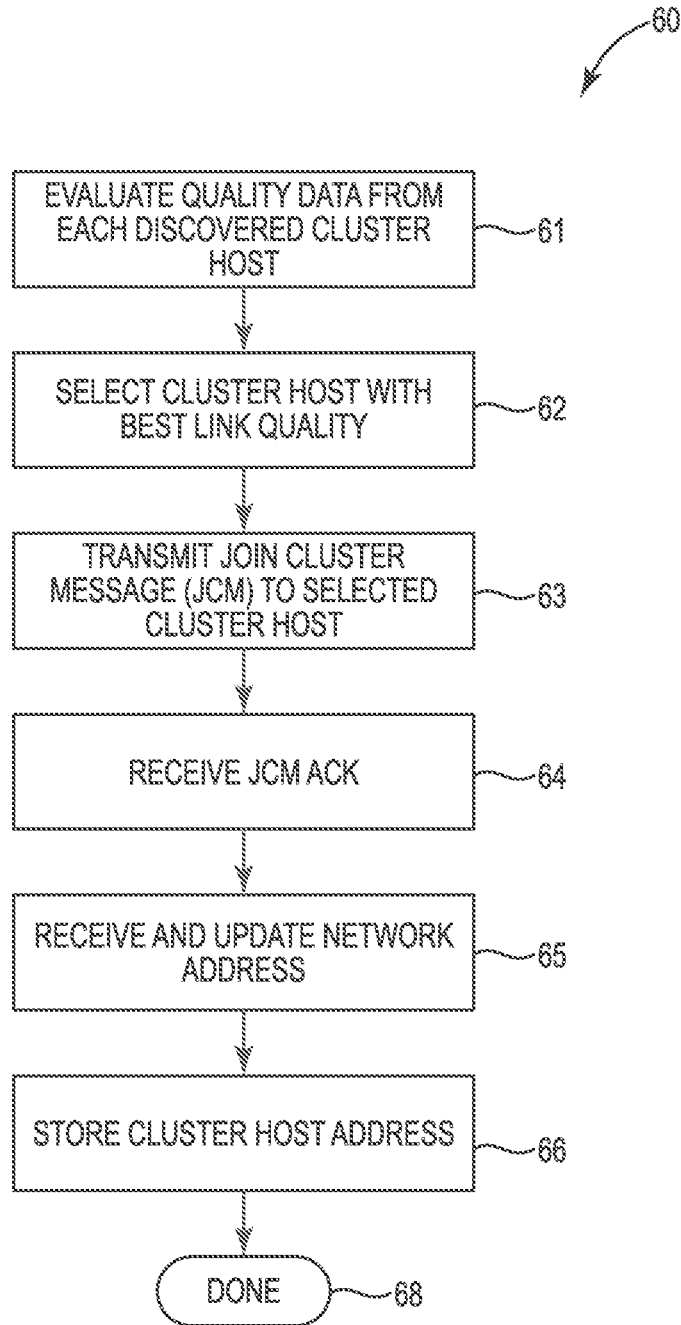 60
EVALUATE QUALITY DATA FROM
EACH DISCOVERED CLUSTER
HOST
61
SELECT CLUSTER HOST WITH
BEST LINK QUALITY
62
TRANSMIT JOIN CLUSTER
MESSAGE (JCM) TO SELECTED
CLUSTER HOST
63
RECEIVE JCM ACK
64
RECEIVE AND UPDATE NETWORK
ADDRESS
65
STORE CLUSTER HOST ADDRESS
66
DONE
68